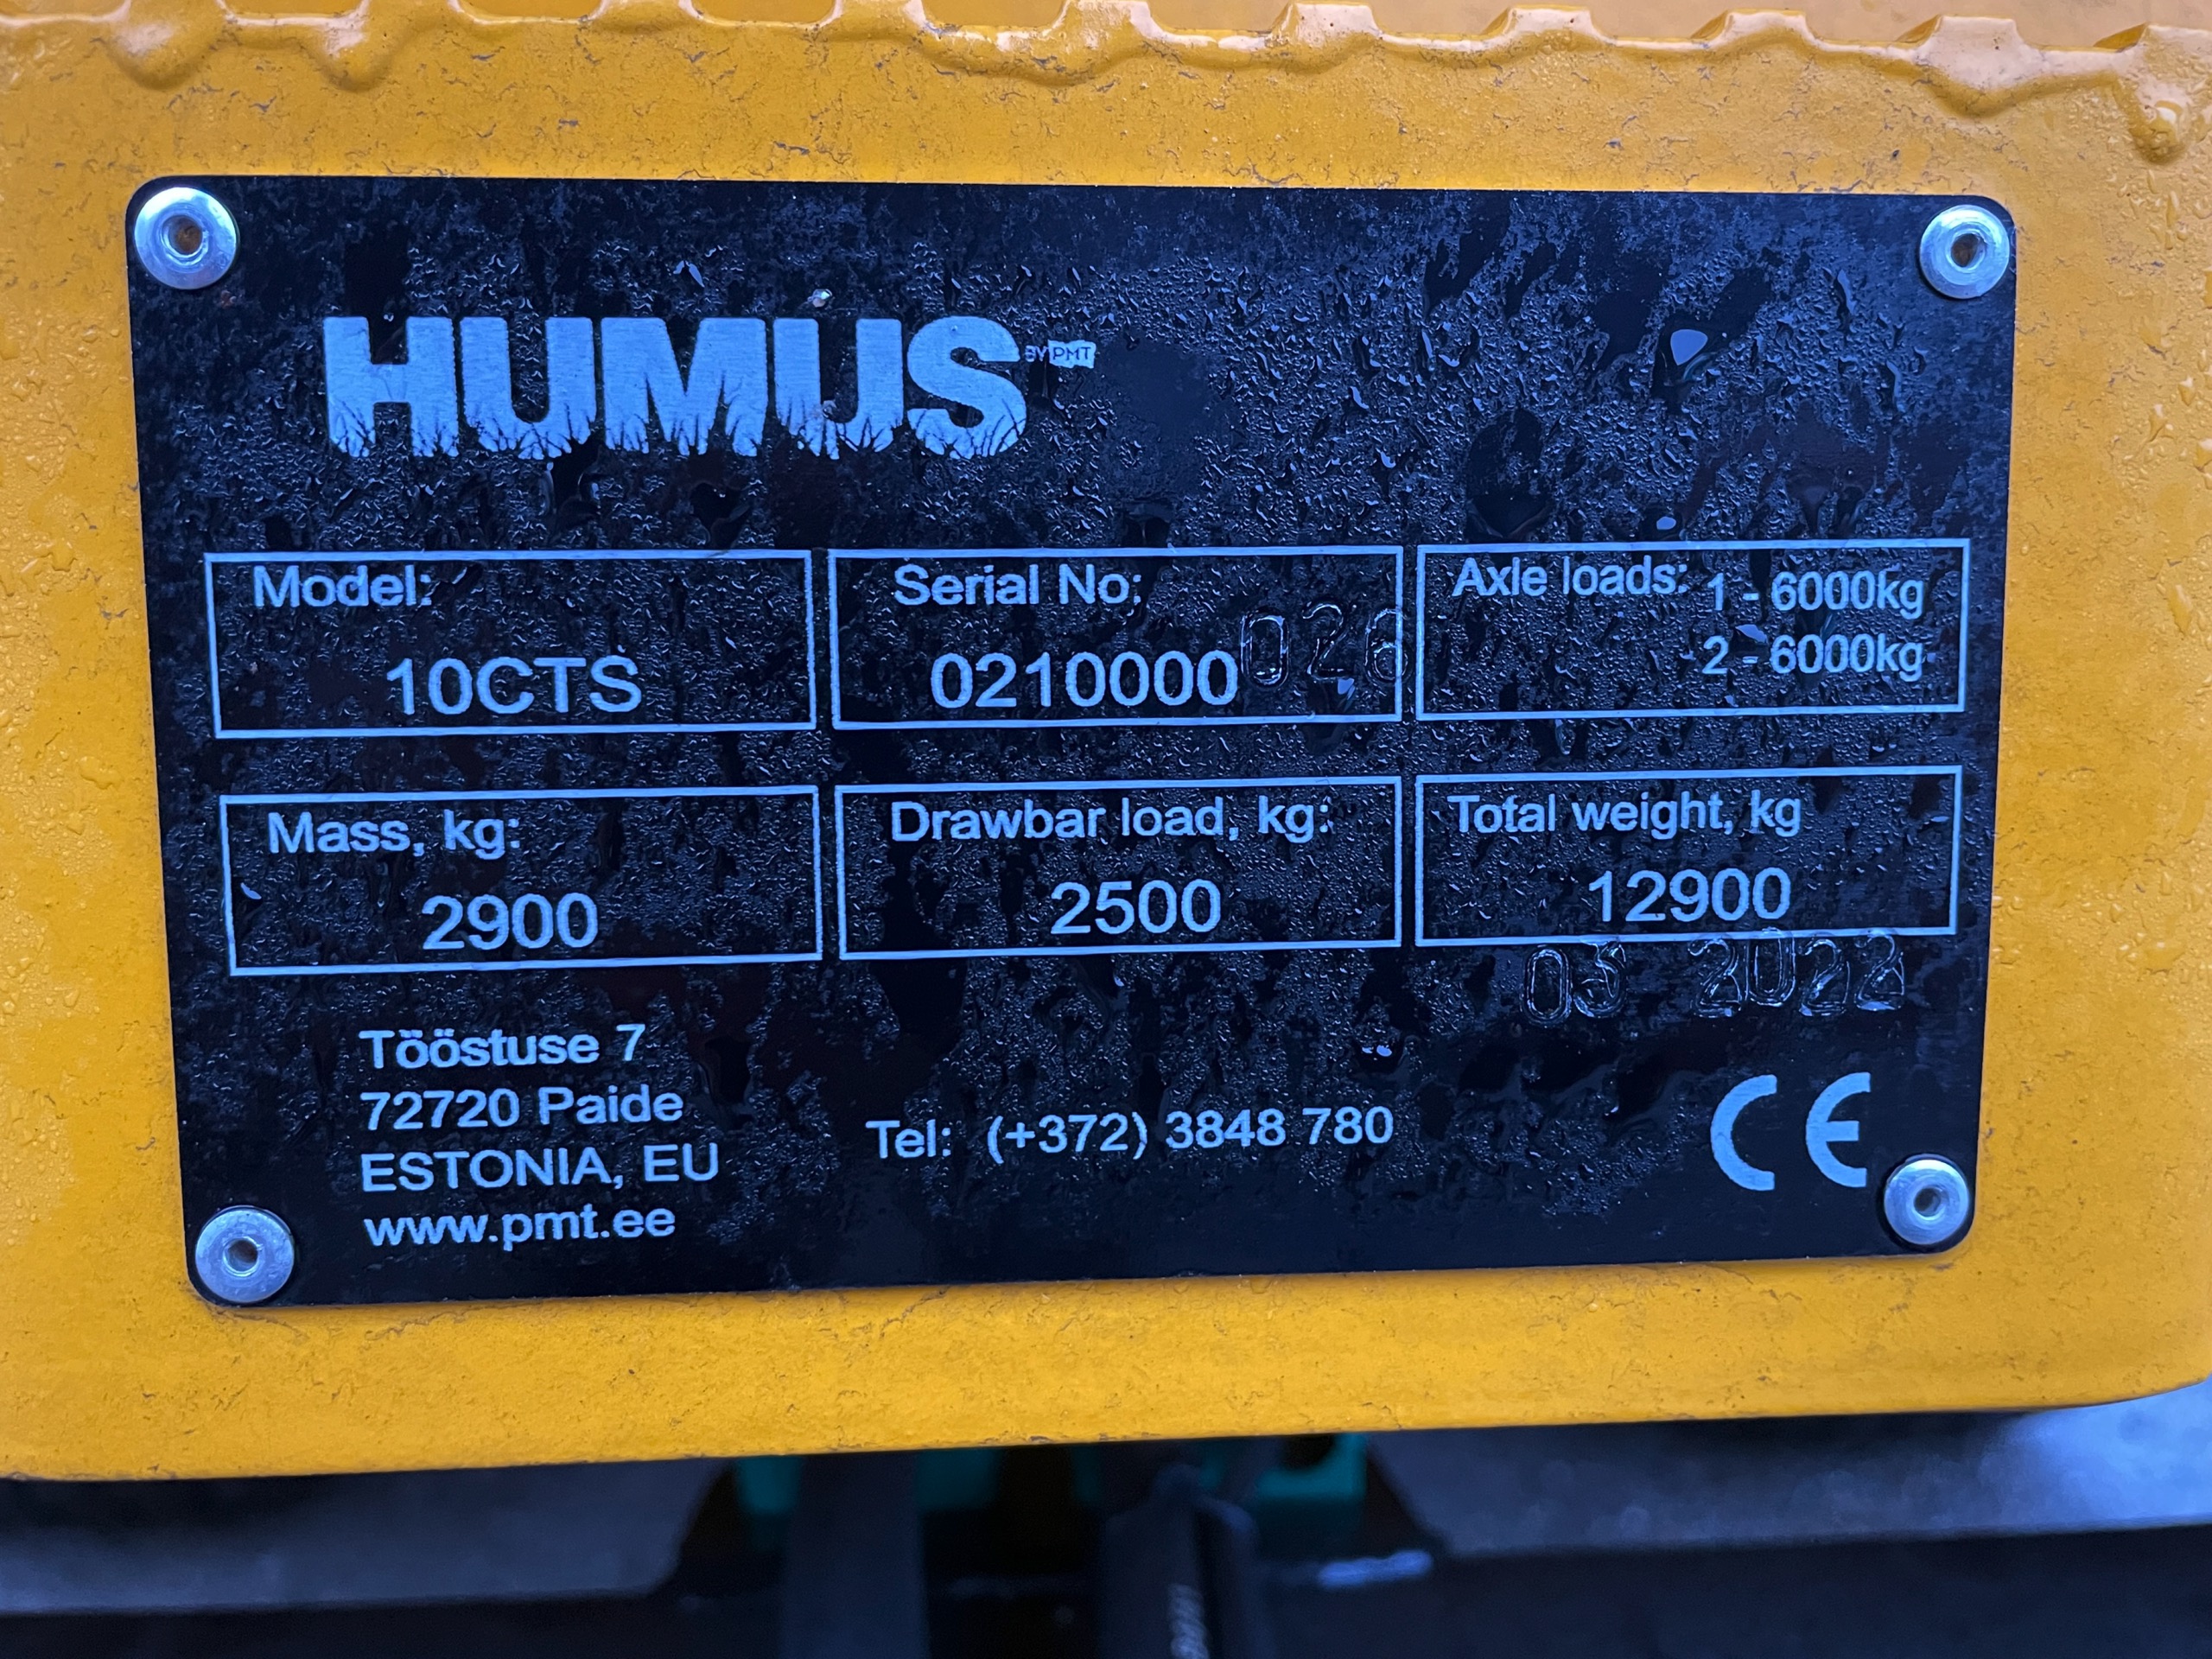 HUMUS BY PMT
Model:
10CTS
Serial No:
0210000026
Axle loads: 1 - 6000kg
2 - 6000kg
Mass, kg:
2900
Drawbar load, kg:
2500
Total weight, kg
12900
03 2022
Tööstuse 7
72720 Paide
ESTONIA, EU
www.pmt.ee
Tel: (+372) 3848 780
CE